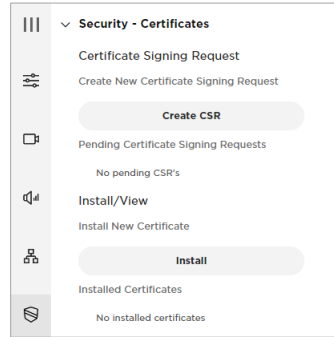 Security - Certificates
Certificate Signing Request
Create New Certificate Signing Request
Create CSR
Pending Certificate Signing Requests
No pending CSR's
Install/View
Install New Certificate
Install
Installed Certificates
No installed certificates